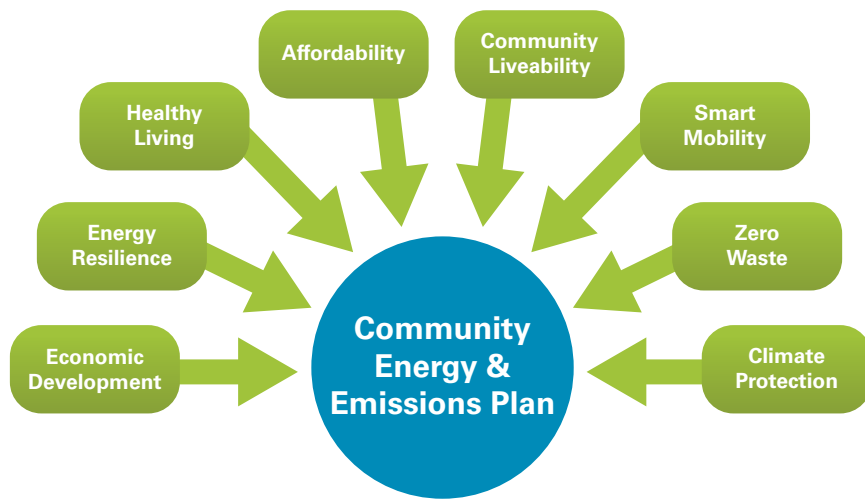 Affordability
Community
Liveability
Healthy
Living
Smart
Mobility
Energy
Resilience
Zero
Waste
Economic
Development
Community
Energy &
Emissions Plan
Climate
Protection